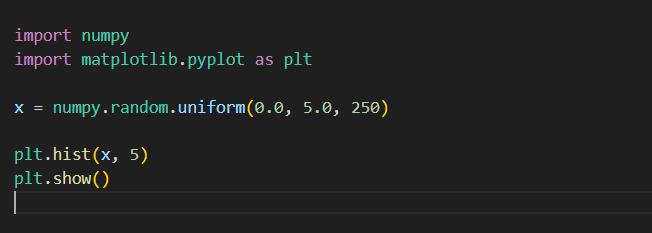 import numpy
import matplotlib.pyplot as plt
x = numpy.random.uniform(0.0, 5.0, 250)
plt.hist(x, 5)
plt.show()